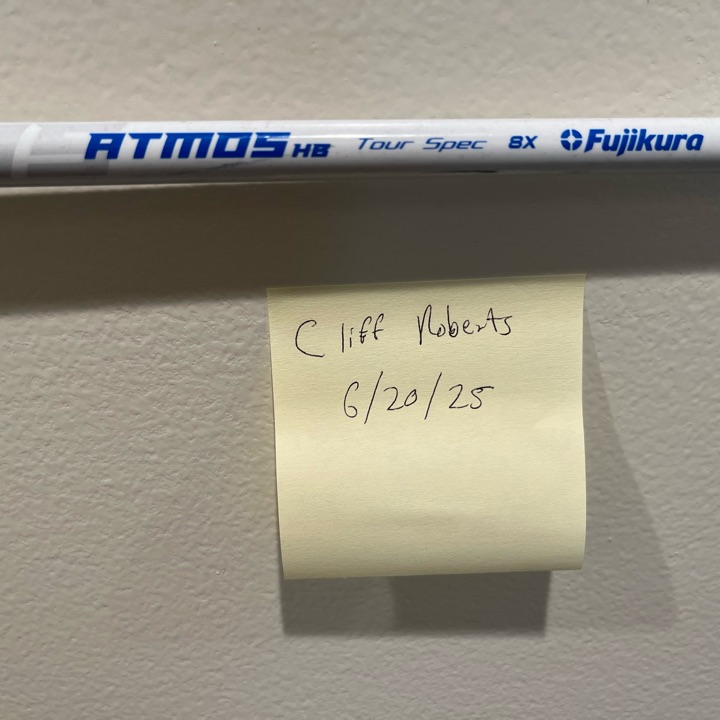 ATMOS HB Tour Spec 8X Fujikura
Cliff Roberts
6/20/25